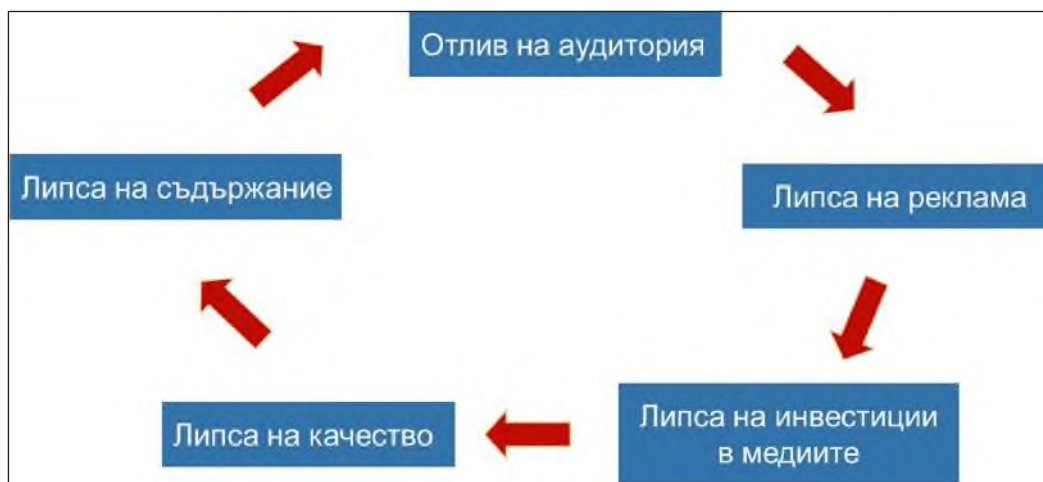 Отлив на аудитория
Липса на реклама
Липса на инвестиции
в медиите
Липса на качество
Липса на съдържание